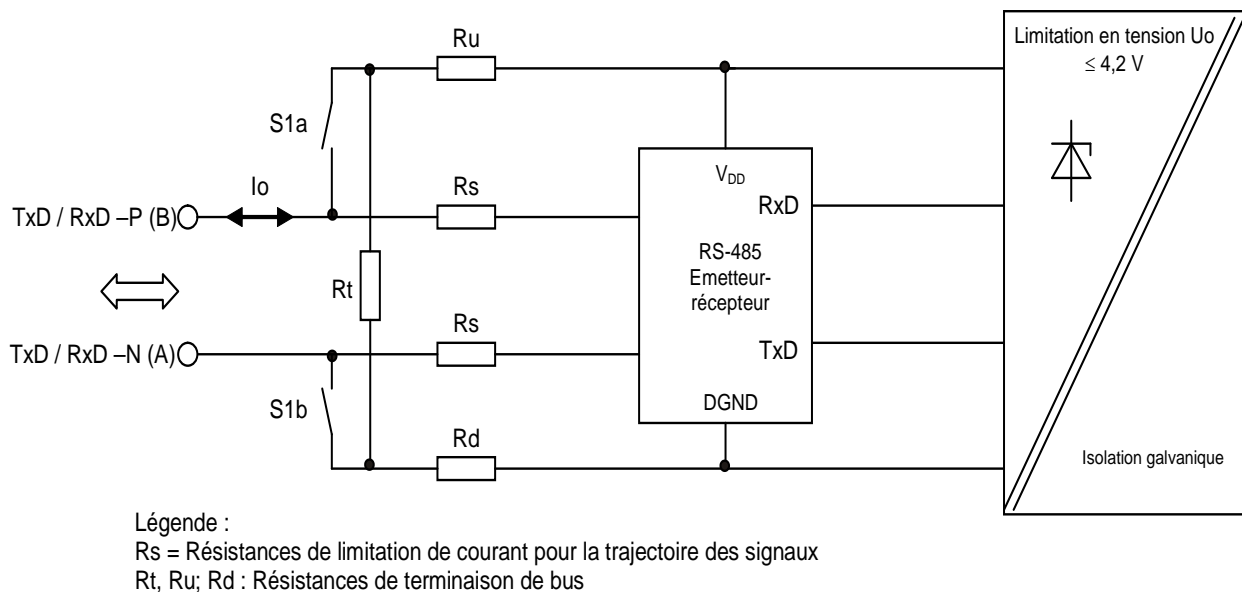 Ru
Limitation en tension Uo
≤ 4,2 V
S1a
VDD
Io
Rs
RxD
TxD / RxD –P (B)
RS-485
Emetteur-
récepteur
Rt
Rs
TxD
TxD / RxD –N (A)
S1b
DGND
Rd
Isolation galvanique
Légende :
Rs = Résistances de limitation de courant pour la trajectoire des signaux
Rt, Ru; Rd : Résistances de terminaison de bus